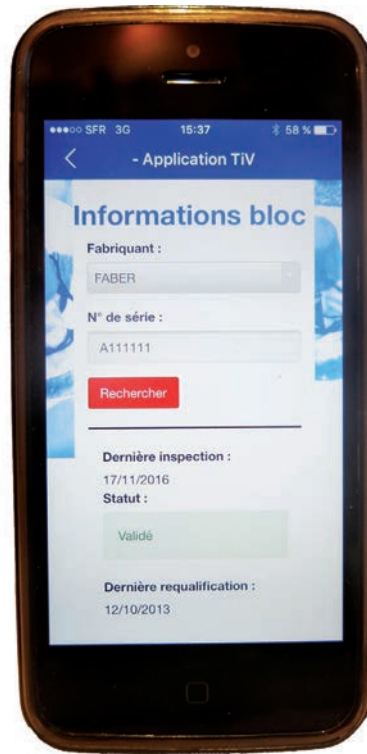 SFR 3G 15:37 58 %
- Application TiV
Informations bloc
Fabriquant :
FABER
N° de série :
A111111
Rechercher
Dernière inspection :
17/11/2016
Statut :
Validé
Dernière requalification :
12/10/2013